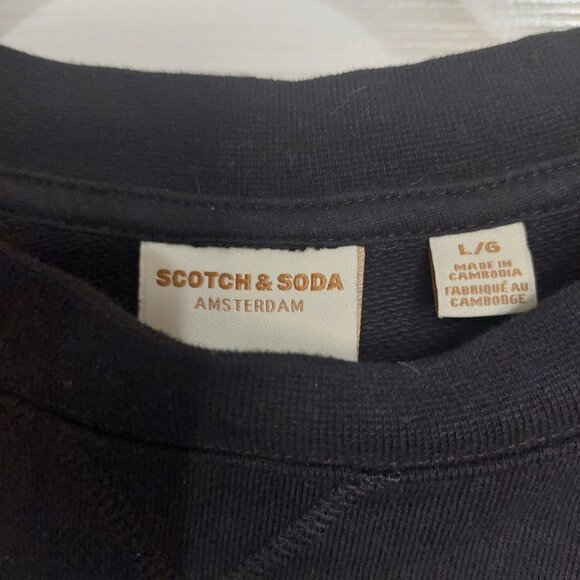 SCOTCH & SODA
AMSTERDAM
L/G
MADE IN
CAMBODIA
FABRIQUÉ AU
CAMBODGE